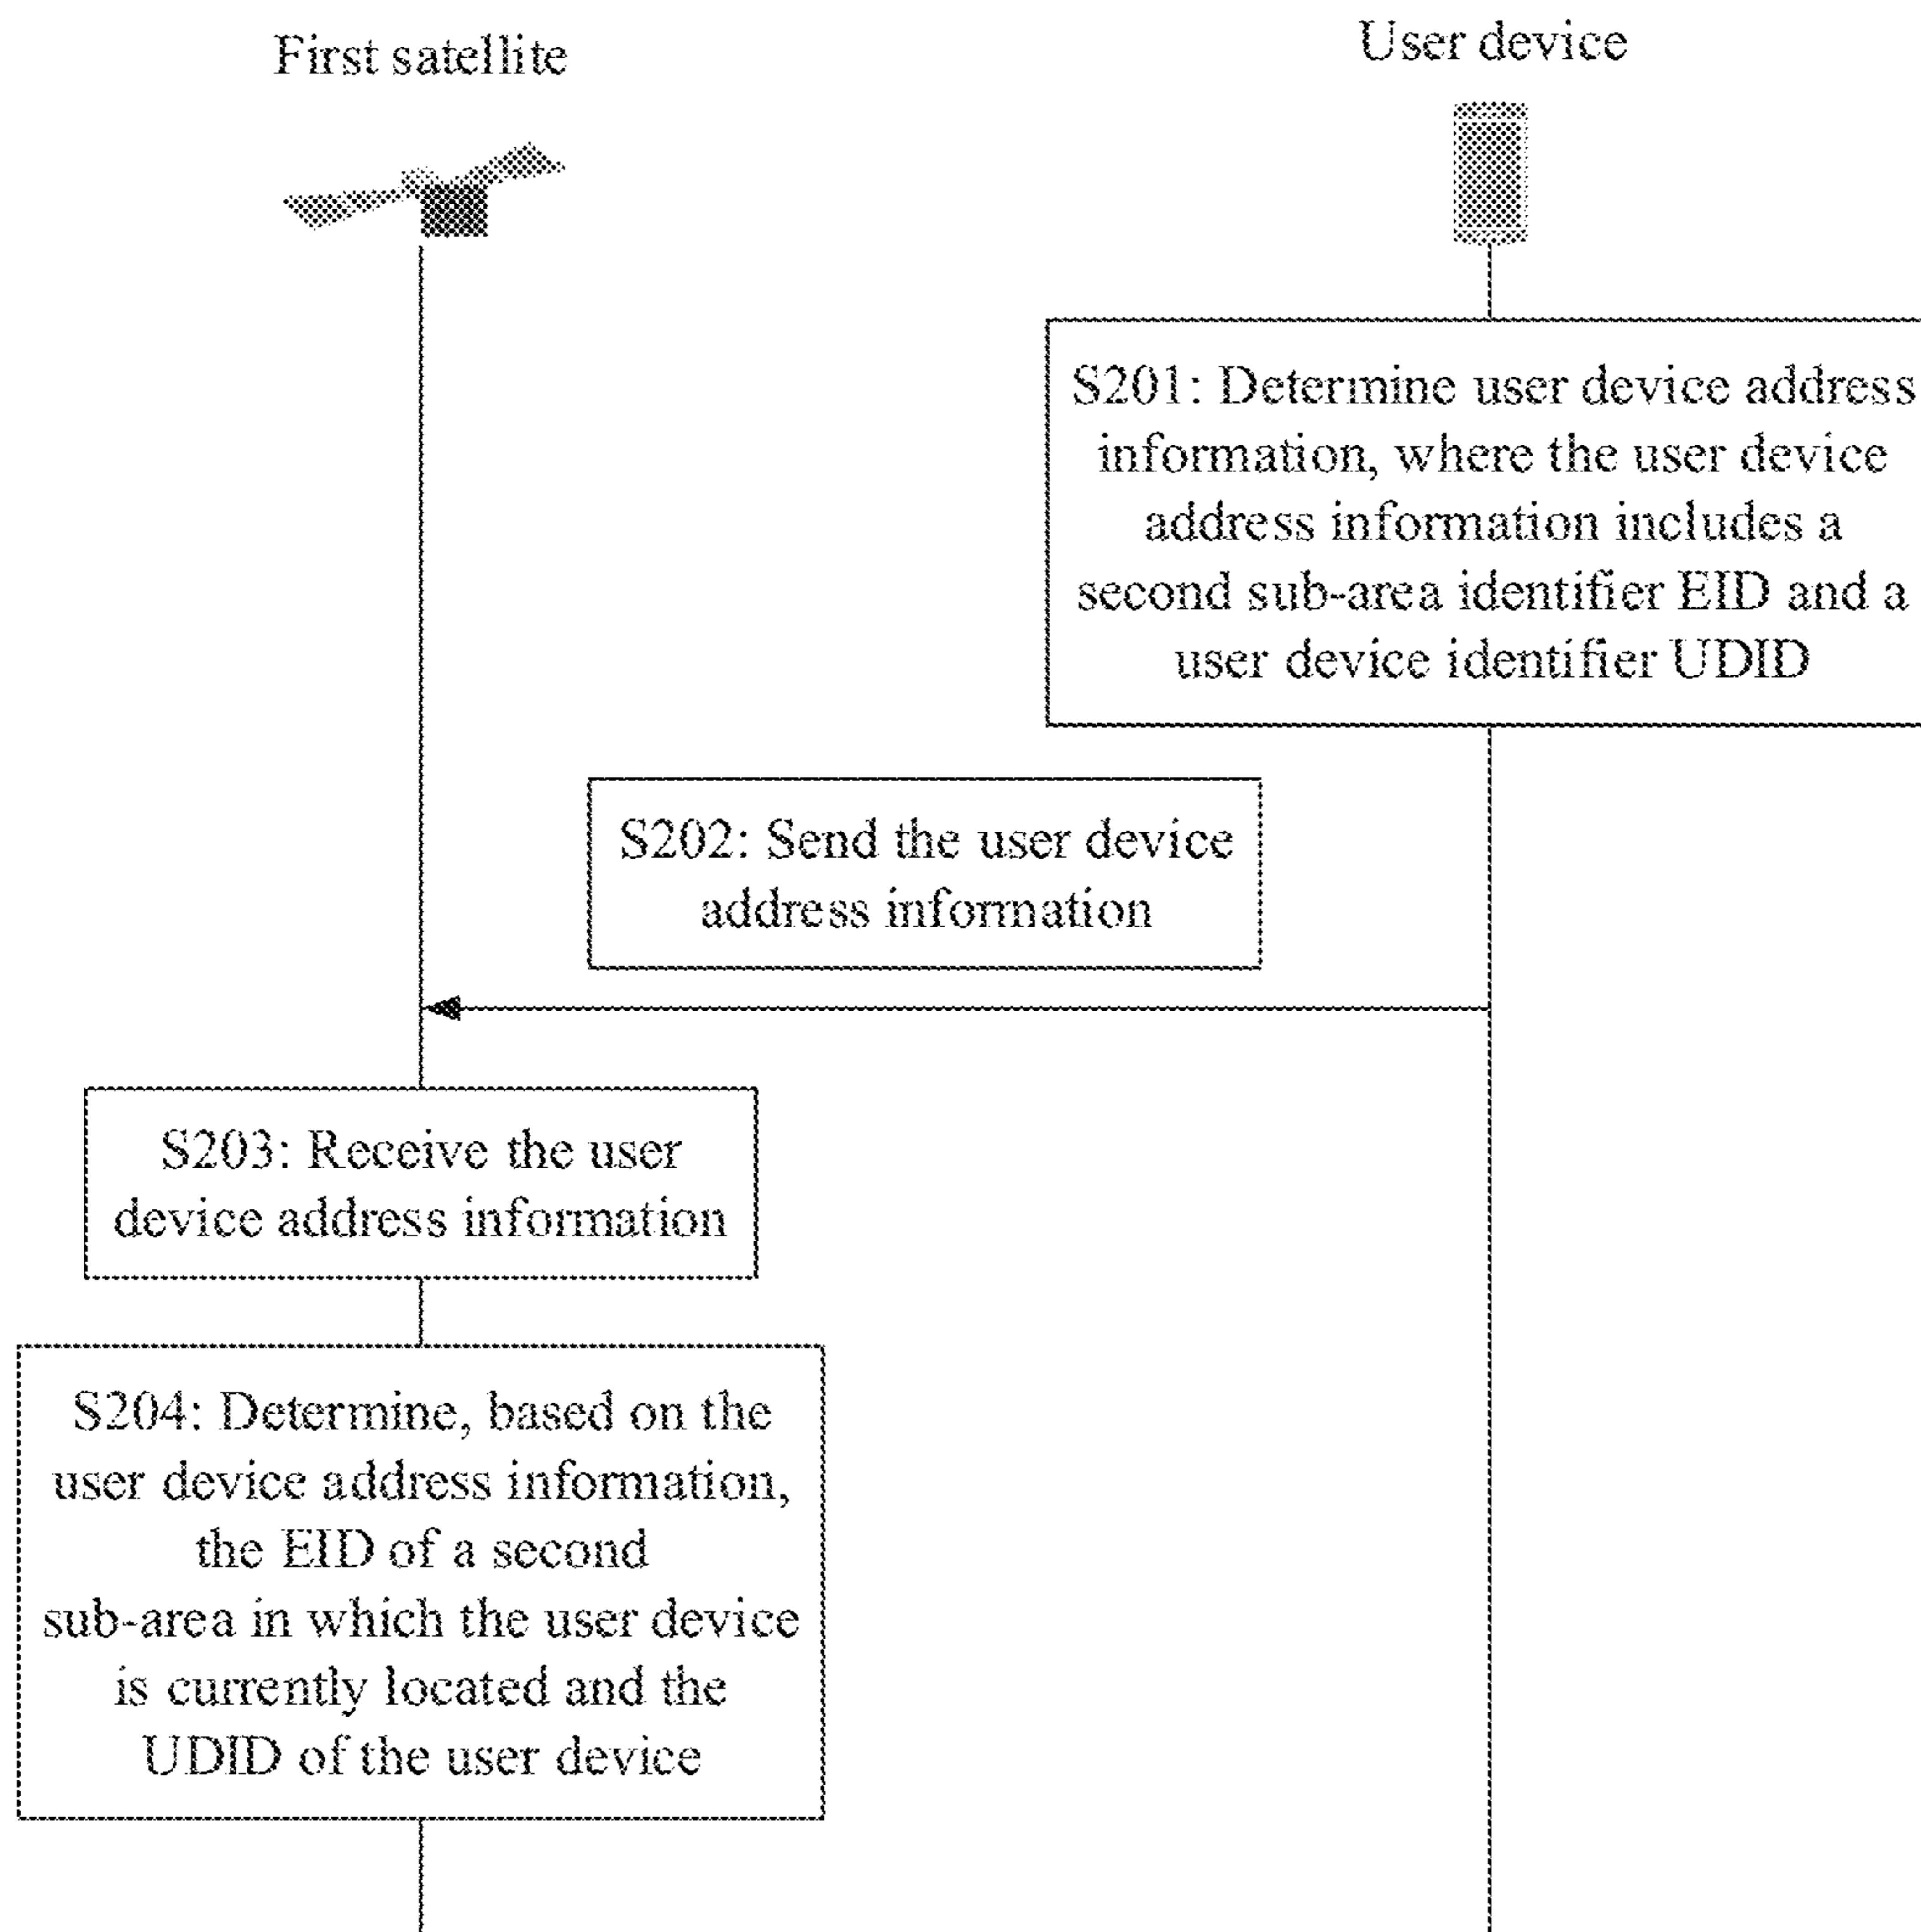 First satellite
User device
S201: Determine user device address
information, where the user device
address information includes a
second sub-area identifier EID and a
user device identifier UDID
S202: Send the user device
address information
S203: Receive the user
device address information
S204: Determine, based on the
user device address information,
the EID of a second
sub-area in which the user device
is currently located and the
UDID of the user device